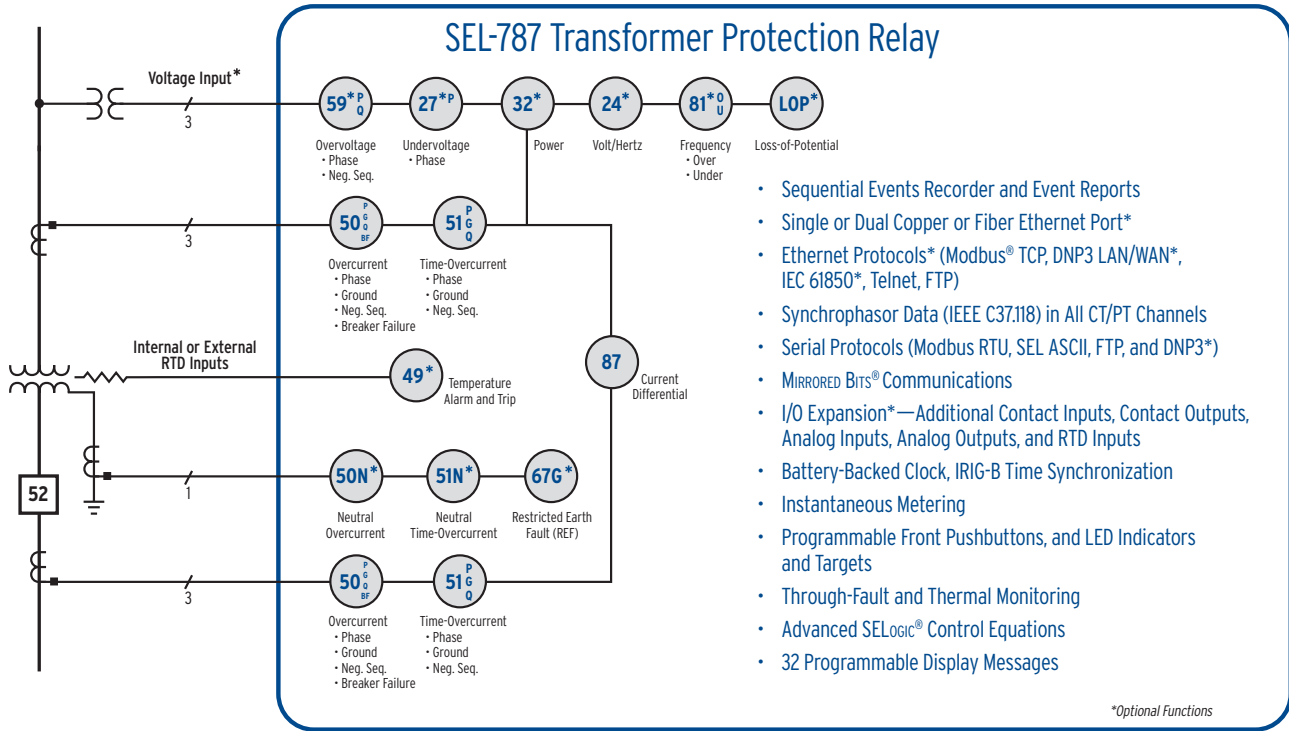 SEL-787 Transformer Protection Relay
Voltage Input*
3
59* P Q
27*P
32*
24*
81* O U
LOP*
Overvoltage
• Phase
• Neg. Seq.
Undervoltage
• Phase
Power
Volt/Hertz
Frequency
• Over
• Under
Loss-of-Potential
3
50 P G Q BF
51 P G Q
Overcurrent
• Phase
• Ground
• Neg. Seq.
• Breaker Failure
Time-Overcurrent
• Phase
• Ground
• Neg. Seq.
Internal or External
RTD Inputs
49*
Temperature
Alarm and Trip
87
Current
Differential
52
1
50N*
51N*
67G*
Neutral
Overcurrent
Neutral
Time-Overcurrent
Restricted Earth
Fault (REF)
3
50 P G Q BF
51 P G Q
Overcurrent
• Phase
• Ground
• Neg. Seq.
• Breaker Failure
Time-Overcurrent
• Phase
• Ground
• Neg. Seq.
• Sequential Events Recorder and Event Reports
• Single or Dual Copper or Fiber Ethernet Port*
• Ethernet Protocols* (Modbus® TCP, DNP3 LAN/WAN*,
IEC 61850*, Telnet, FTP)
• Synchrophasor Data (IEEE C37.118) in All CT/PT Channels
• Serial Protocols (Modbus RTU, SEL ASCII, FTP, and DNP3*)
• MIRRORED BITS® Communications
• I/O Expansion*—Additional Contact Inputs, Contact Outputs,
Analog Inputs, Analog Outputs, and RTD Inputs
• Battery-Backed Clock, IRIG-B Time Synchronization
• Instantaneous Metering
• Programmable Front Pushbuttons, and LED Indicators
and Targets
• Through-Fault and Thermal Monitoring
• Advanced SELOGIC® Control Equations
• 32 Programmable Display Messages
*Optional Functions